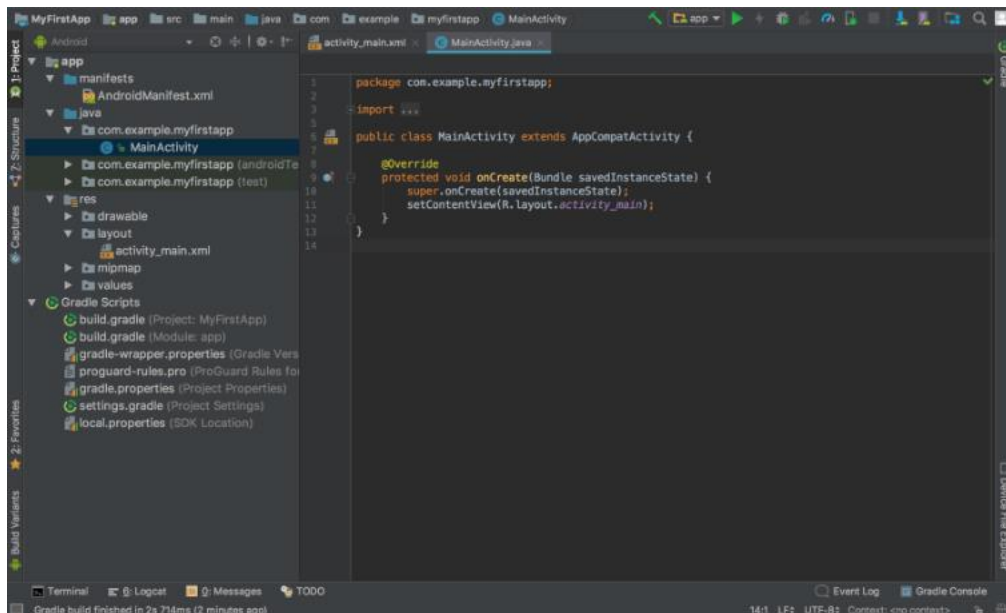 MyFirstApp app src main java com example myfirstapp MainActivity app
Android
activity_main.xml MainActivity.java
1: Project
Z: Structure
Captures
2: Favorites
Build Variants
app
manifests
AndroidManifest.xml
java
com.example.myfirstapp
MainActivity
com.example.myfirstapp (androidTe
com.example.myfirstapp (test)
res
drawable
layout
activity_main.xml
mipmap
values
Gradle Scripts
build.gradle (Project: MyFirstApp)
build.gradle (Module: app)
gradle-wrapper.properties (Gradle Vers
proguard-rules.pro (ProGuard Rules for
gradle.properties (Project Properties)
settings.gradle (Project Settings)
local.properties (SDK Location)
1 package com.example.myfirstapp;
2
3 import ...
6 public class MainActivity extends AppCompatActivity {
7
8 @Override
9 protected void onCreate(Bundle savedInstanceState) {
10 super.onCreate(savedInstanceState);
11 setContentView(R.layout.activity_main);
12 }
13 }
14
Gradle
Device File Explorer
Terminal 6: Logcat 0: Messages TODO Event Log Gradle Console
Gradle build finished in 2s 714ms (2 minutes ago) 14:1 LF: UTF-8: Context: <no context>